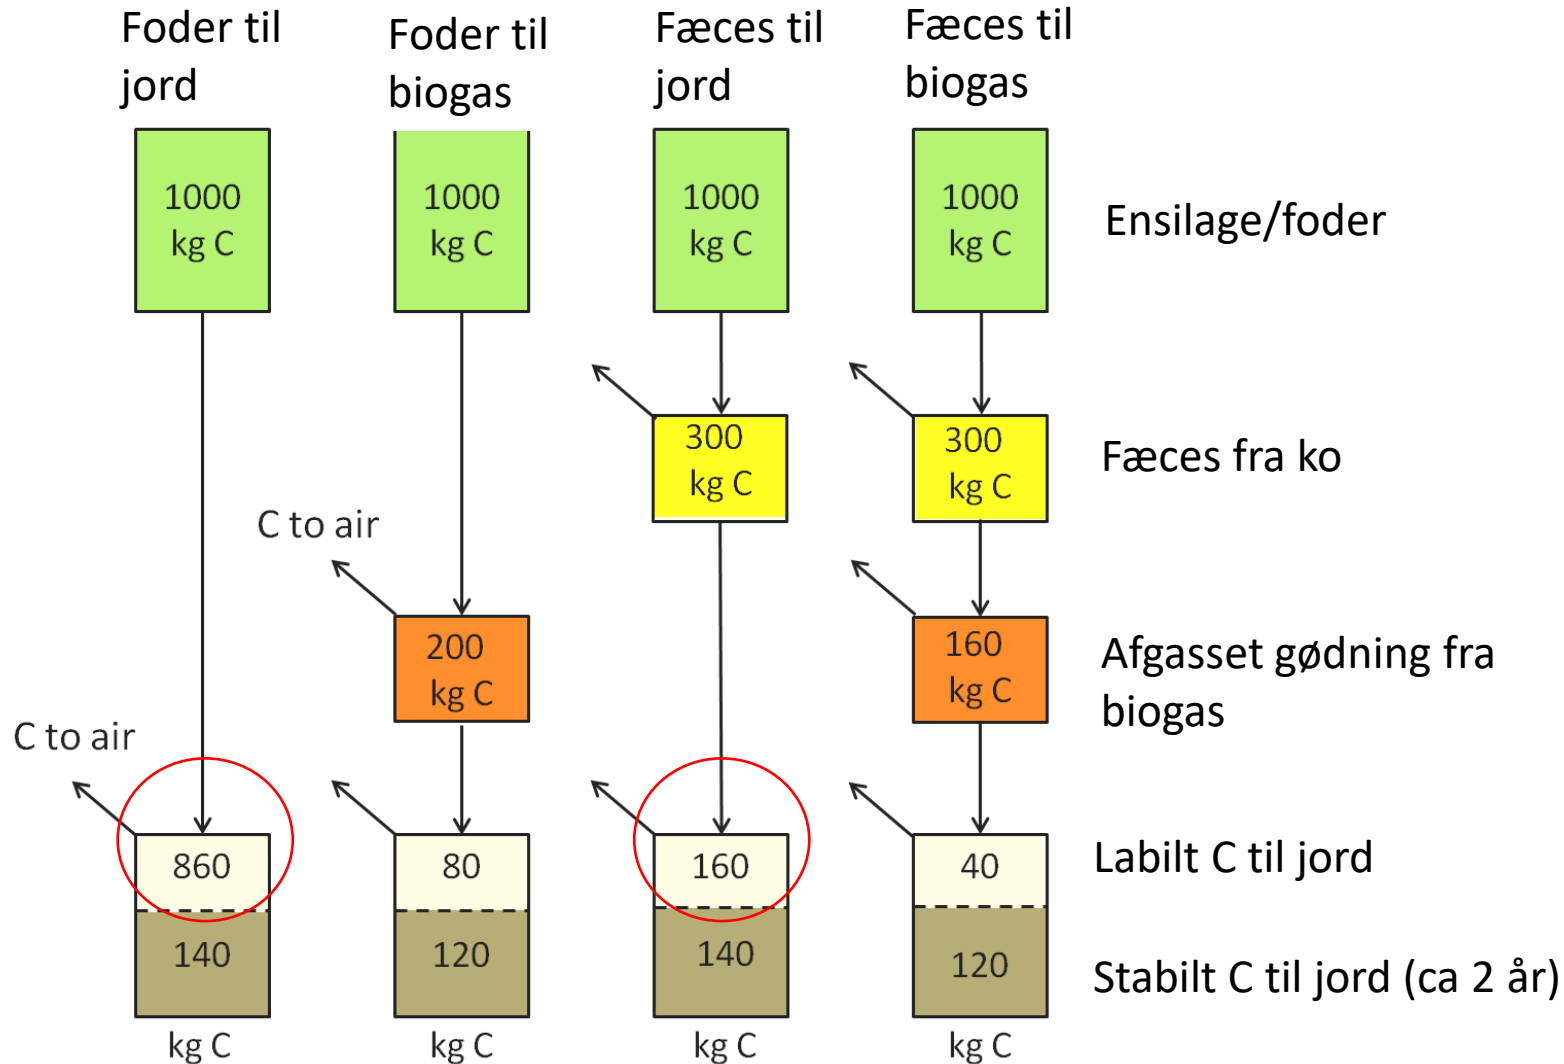 Foder til
jord
Foder til
biogas
Fæces til
jord
Fæces til
biogas
1000
kg C
1000
kg C
1000
kg C
1000
kg C
Ensilage/foder
300
kg C
300
kg C
Fæces fra ko
C to air
200
kg C
160
kg C
Afgasset gødning fra
biogas
C to air
860
80
160
40
Labilt C til jord
140
120
140
120
Stabilt C til jord (ca 2 år)
kg C
kg C
kg C
kg C